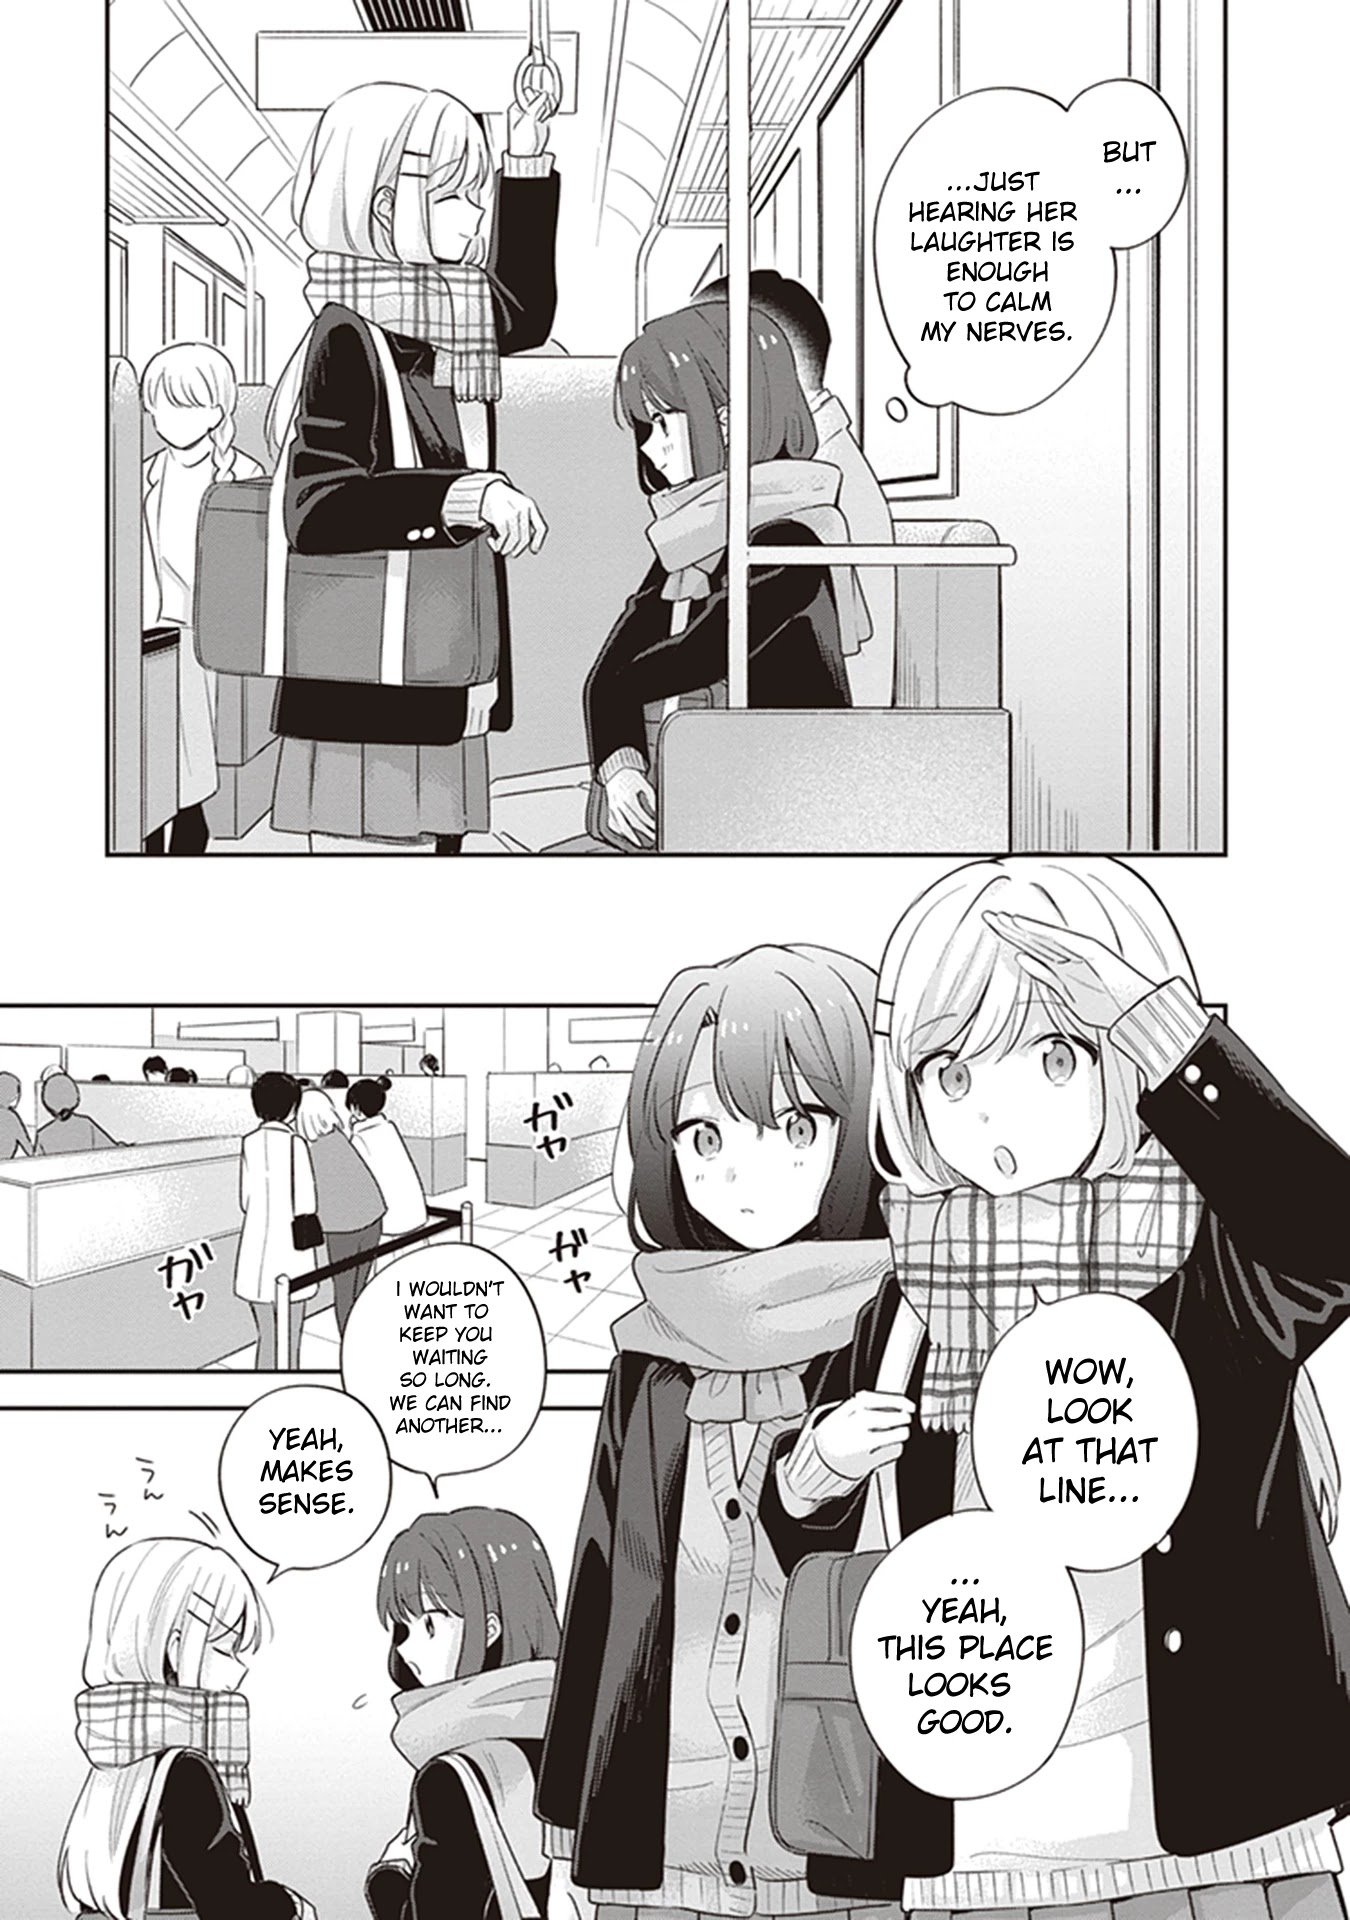 BUT
...
...JUST
HEARING HER
LAUGHTER IS
ENOUGH
TO CALM
MY NERVES.
ガヤ
ガヤ
ガヤ
WOW,
LOOK
AT THAT
LINE...
...
YEAH,
THIS PLACE
LOOKS
GOOD.
I WOULDN'T
WANT TO
KEEP YOU
WAITING
SO LONG.
WE CAN FIND
ANOTHER...
YEAH,
MAKES
SENSE.
うん
うん